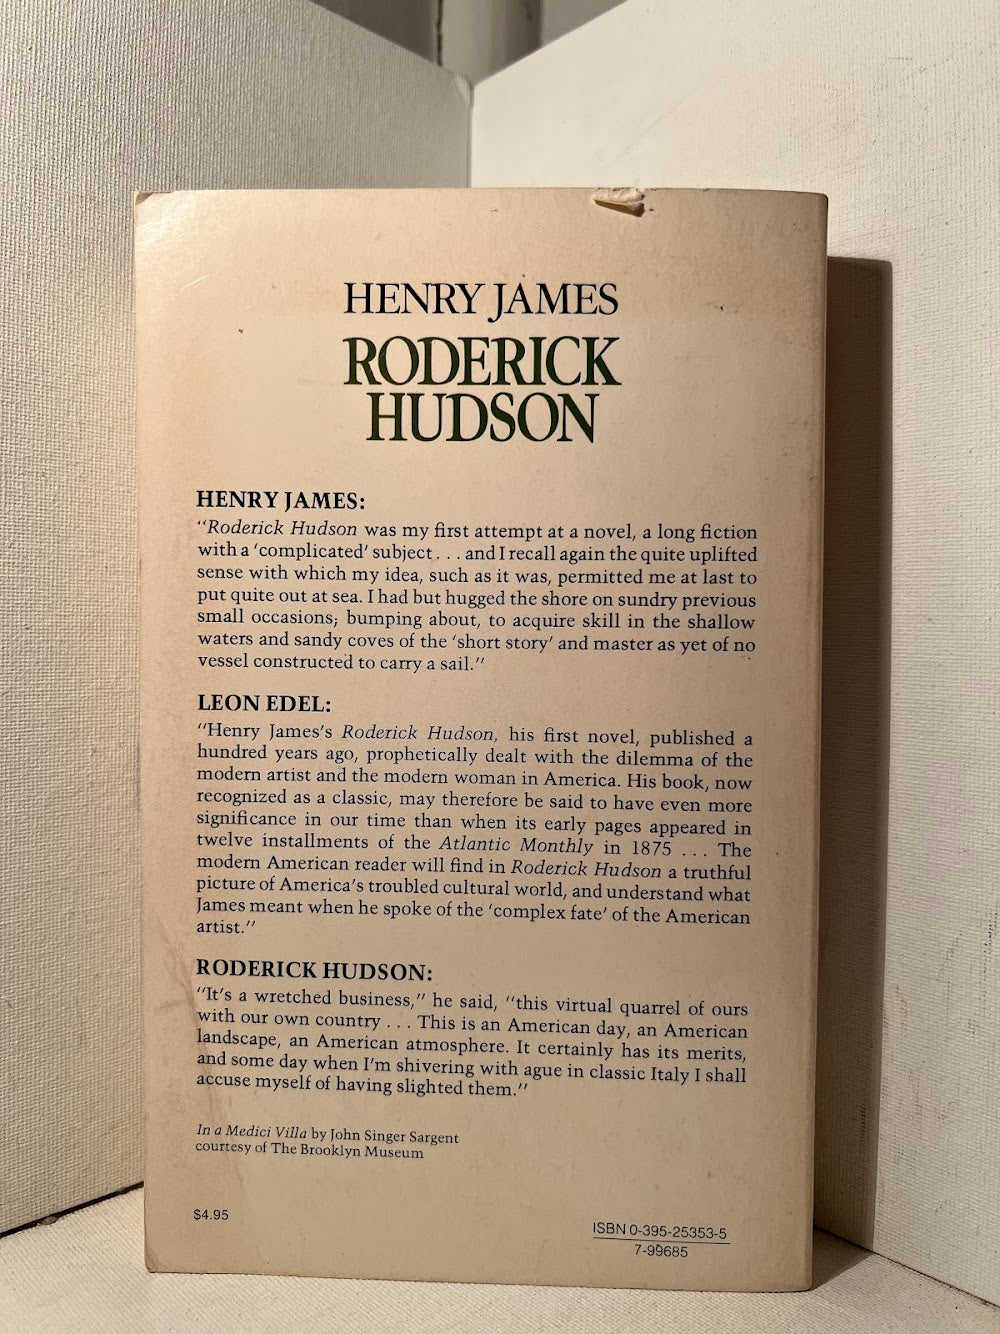 HENRY JAMES
RODERICK
HUDSON
HENRY JAMES:
“Roderick Hudson was my first attempt at a novel, a long fiction
with a ‘complicated’ subject . . . and I recall again the quite uplifted
sense with which my idea, such as it was, permitted me at last to
put quite out at sea. I had but hugged the shore on sundry previous
small occasions; bumping about, to acquire skill in the shallow
waters and sandy coves of the ‘short story’ and master as yet of no
vessel constructed to carry a sail.”
LEON EDEL:
“Henry James’s Roderick Hudson, his first novel, published a
hundred years ago, prophetically dealt with the dilemma of the
modern artist and the modern woman in America. His book, now
recognized as a classic, may therefore be said to have even more
significance in our time than when its early pages appeared in
twelve installments of the Atlantic Monthly in 1875 . . . The
modern American reader will find in Roderick Hudson a truthful
picture of America’s troubled cultural world, and understand what
James meant when he spoke of the ‘complex fate’ of the American
artist.”
RODERICK HUDSON:
“It’s a wretched business,” he said, “this virtual quarrel of ours
with our own country . . . This is an American day, an American
landscape, an American atmosphere. It certainly has its merits,
and some day when I’m shivering with ague in classic Italy I shall
accuse myself of having slighted them.”
In a Medici Villa by John Singer Sargent
courtesy of The Brooklyn Museum
$4.95
ISBN 0-395-25353-5
7-99685